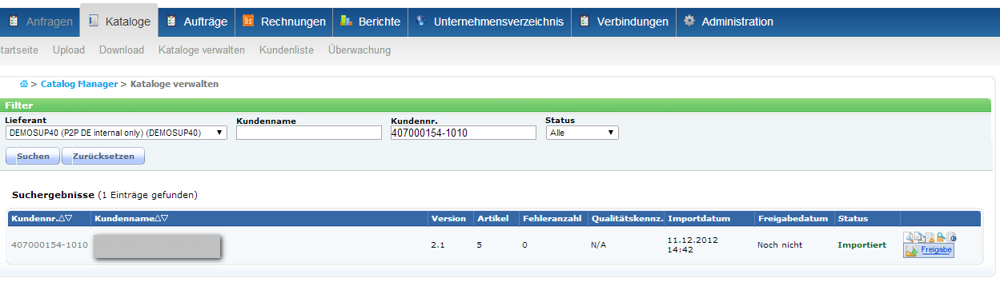 Anfragen Kataloge Aufträge Rechnungen Berichte Unternehmensverzeichnis Verbindungen Administration
tartseite Upload Download Kataloge verwalten Kundenliste Überwachung
> Catalog Manager > Kataloge verwalten
Filter
Lieferant Kundenname Kundennr. Status
DEMOSUP40 (P2P DE internal only) (DEMOSUP40) 407000154-1010 Alle
Suchen Zurücksetzen
Suchergebnisse (1 Einträge gefunden)
Kundennr.△▽ Kundenname△▽ Version Artikel Fehleranzahl Qualitätskennz. Importdatum Freigabedatum Status
407000154-1010 2.1 5 0 N/A 11.12.2012 14:42 Noch nicht Importiert
Freigabe